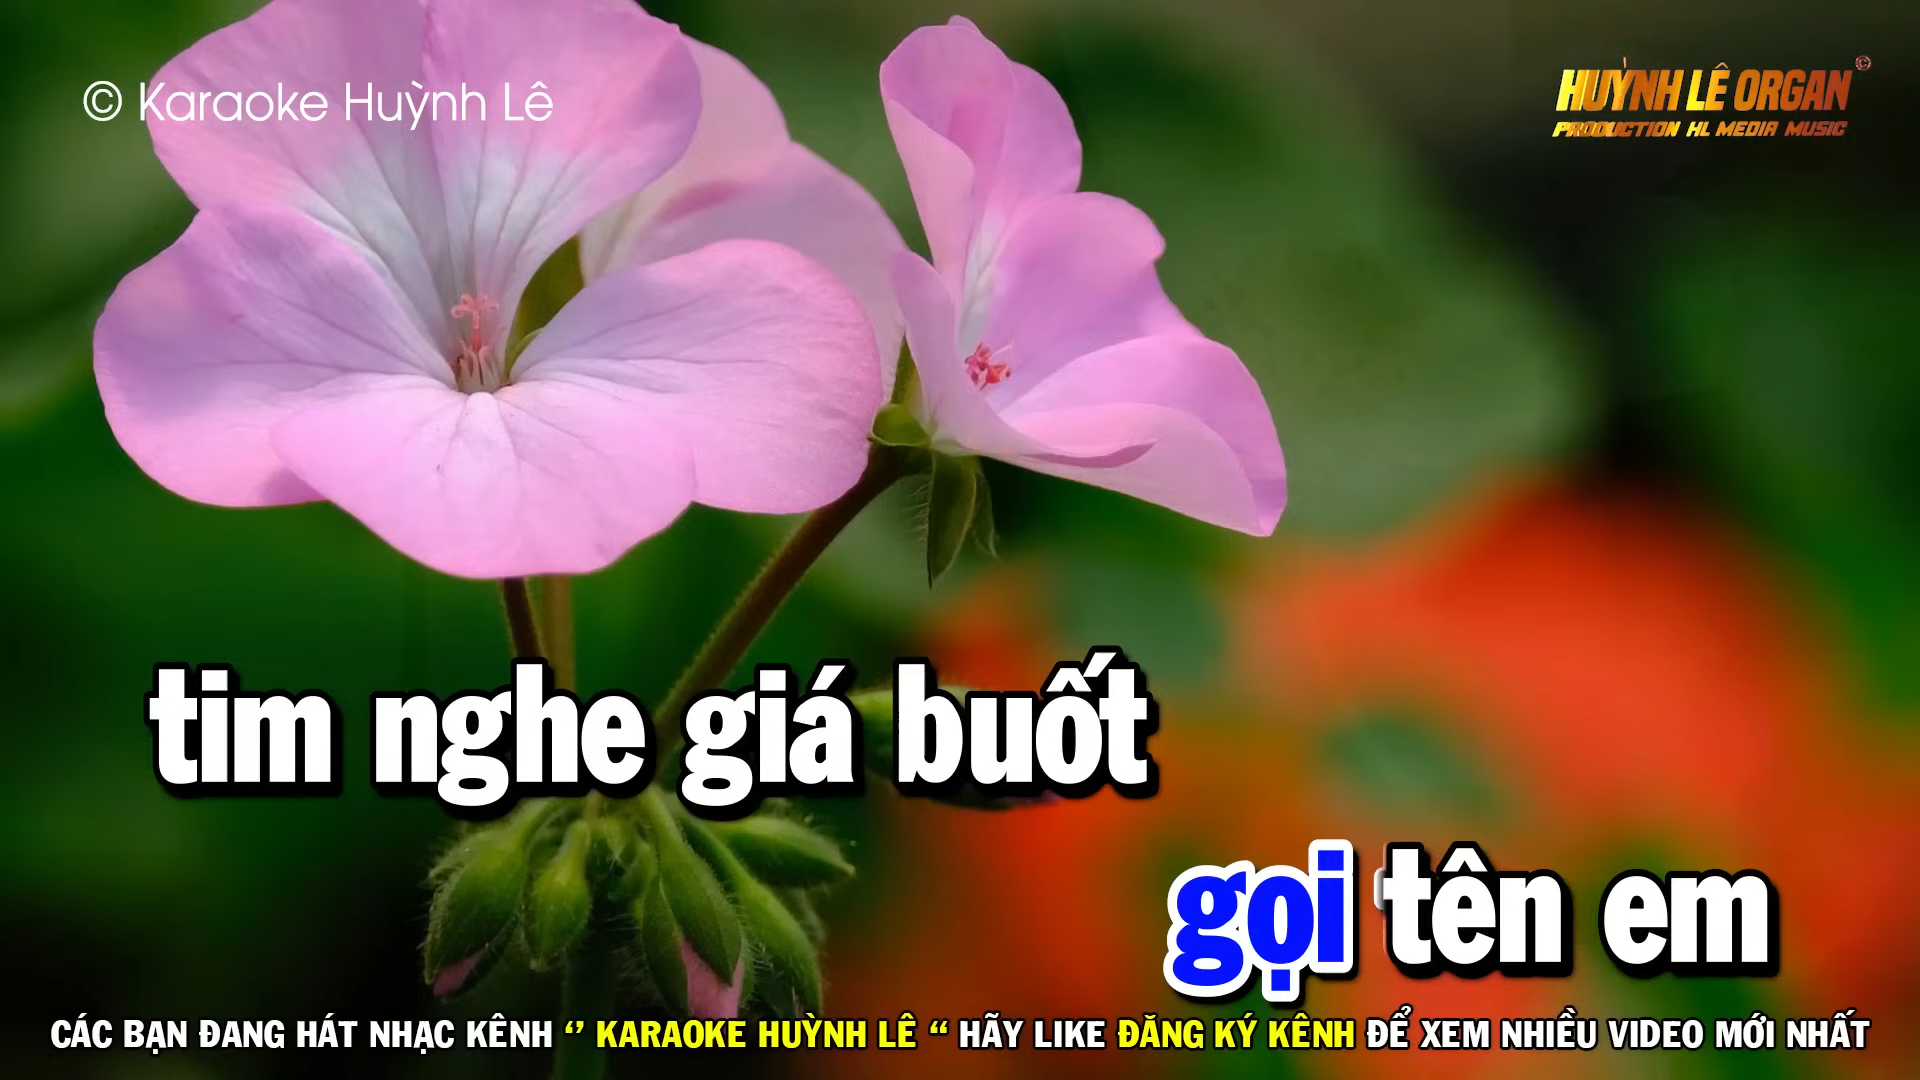 © Karaoke Huỳnh Lê
HUỲNH LÊ ORGAN ©
PRODUCTION HL MEDIA MUSIC
tim nghe giá buốt
gọi tên em
CÁC BẠN ĐANG HÁT NHẠC KÊNH ‘’ KARAOKE HUỲNH LÊ “ HÃY LIKE ĐĂNG KÝ KÊNH ĐỂ XEM NHIỀU VIDEO MỚI NHẤT